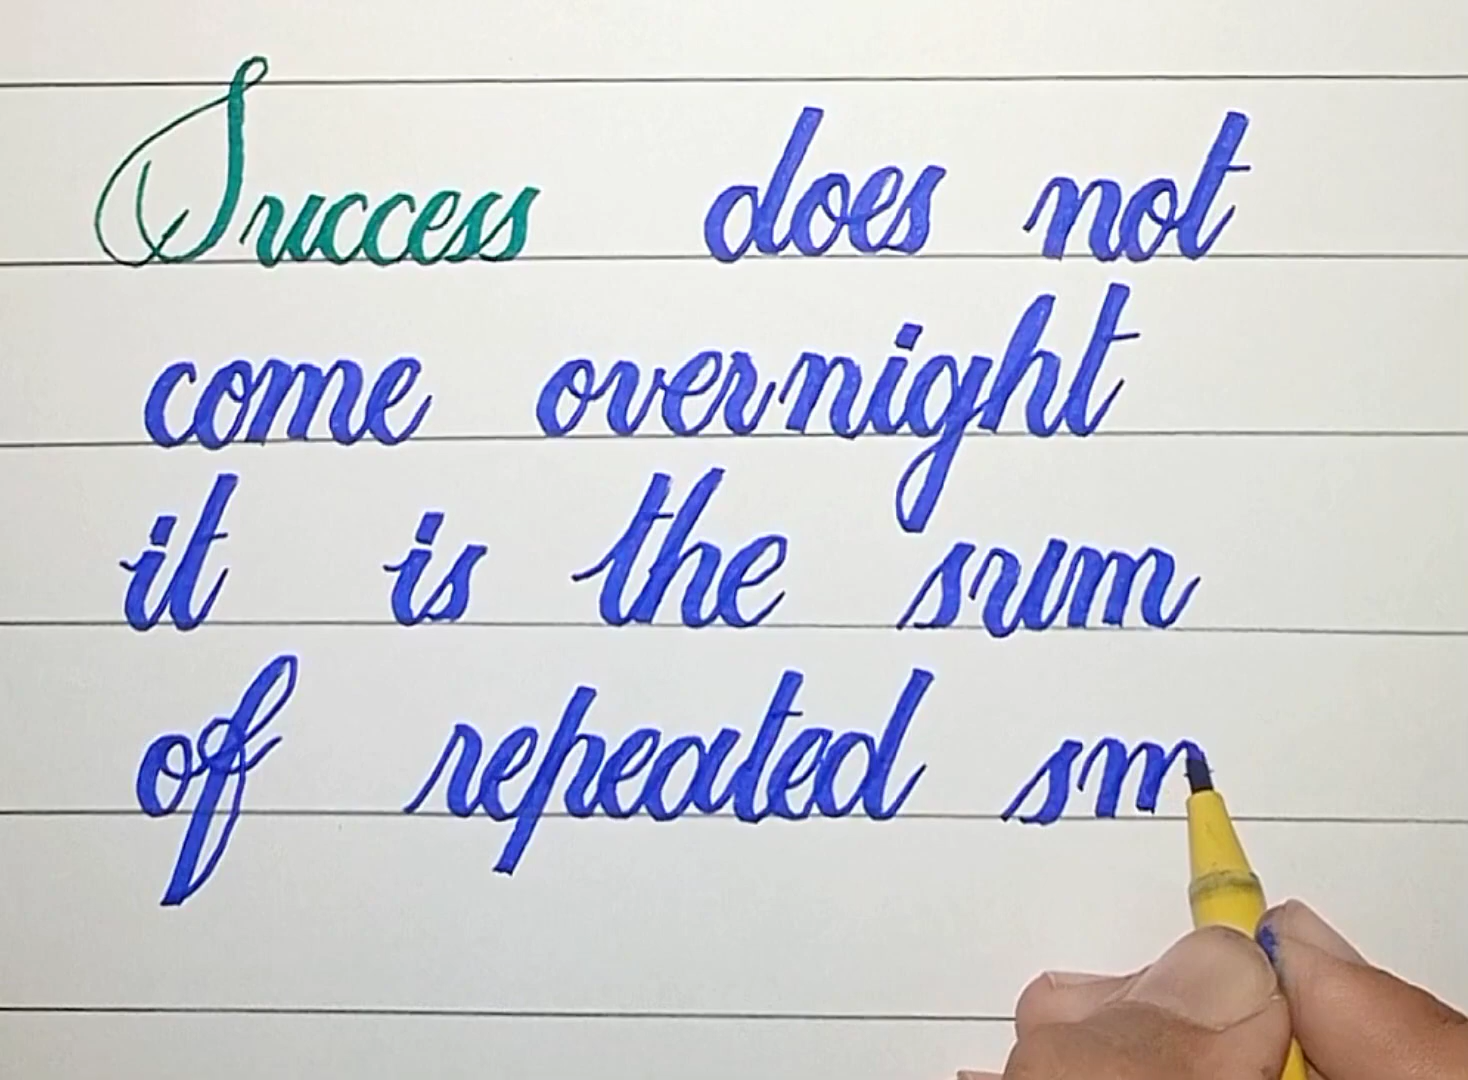 Success does not
come overnight
it is the sum
of repeated sm